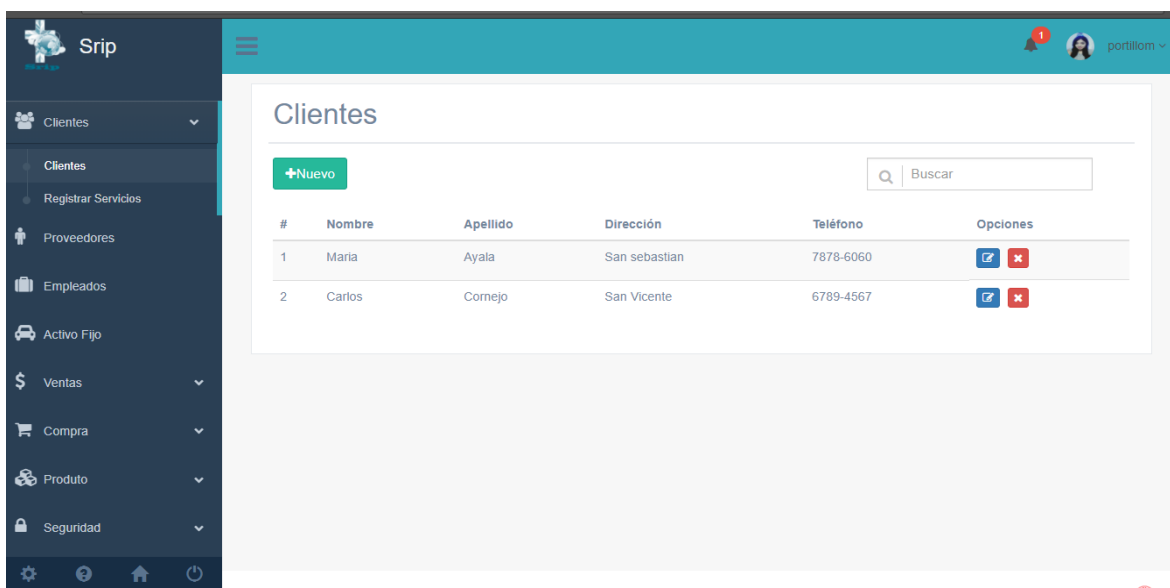 Srip
1
portillom
Clientes
Clientes
Registrar Servicios
Proveedores
Empleados
Activo Fijo
Ventas
Compra
Produto
Seguridad
Clientes
+Nuevo
Buscar
# Nombre Apellido Dirección Teléfono Opciones
1 Maria Ayala San sebastian 7878-6060
2 Carlos Cornejo San Vicente 6789-4567